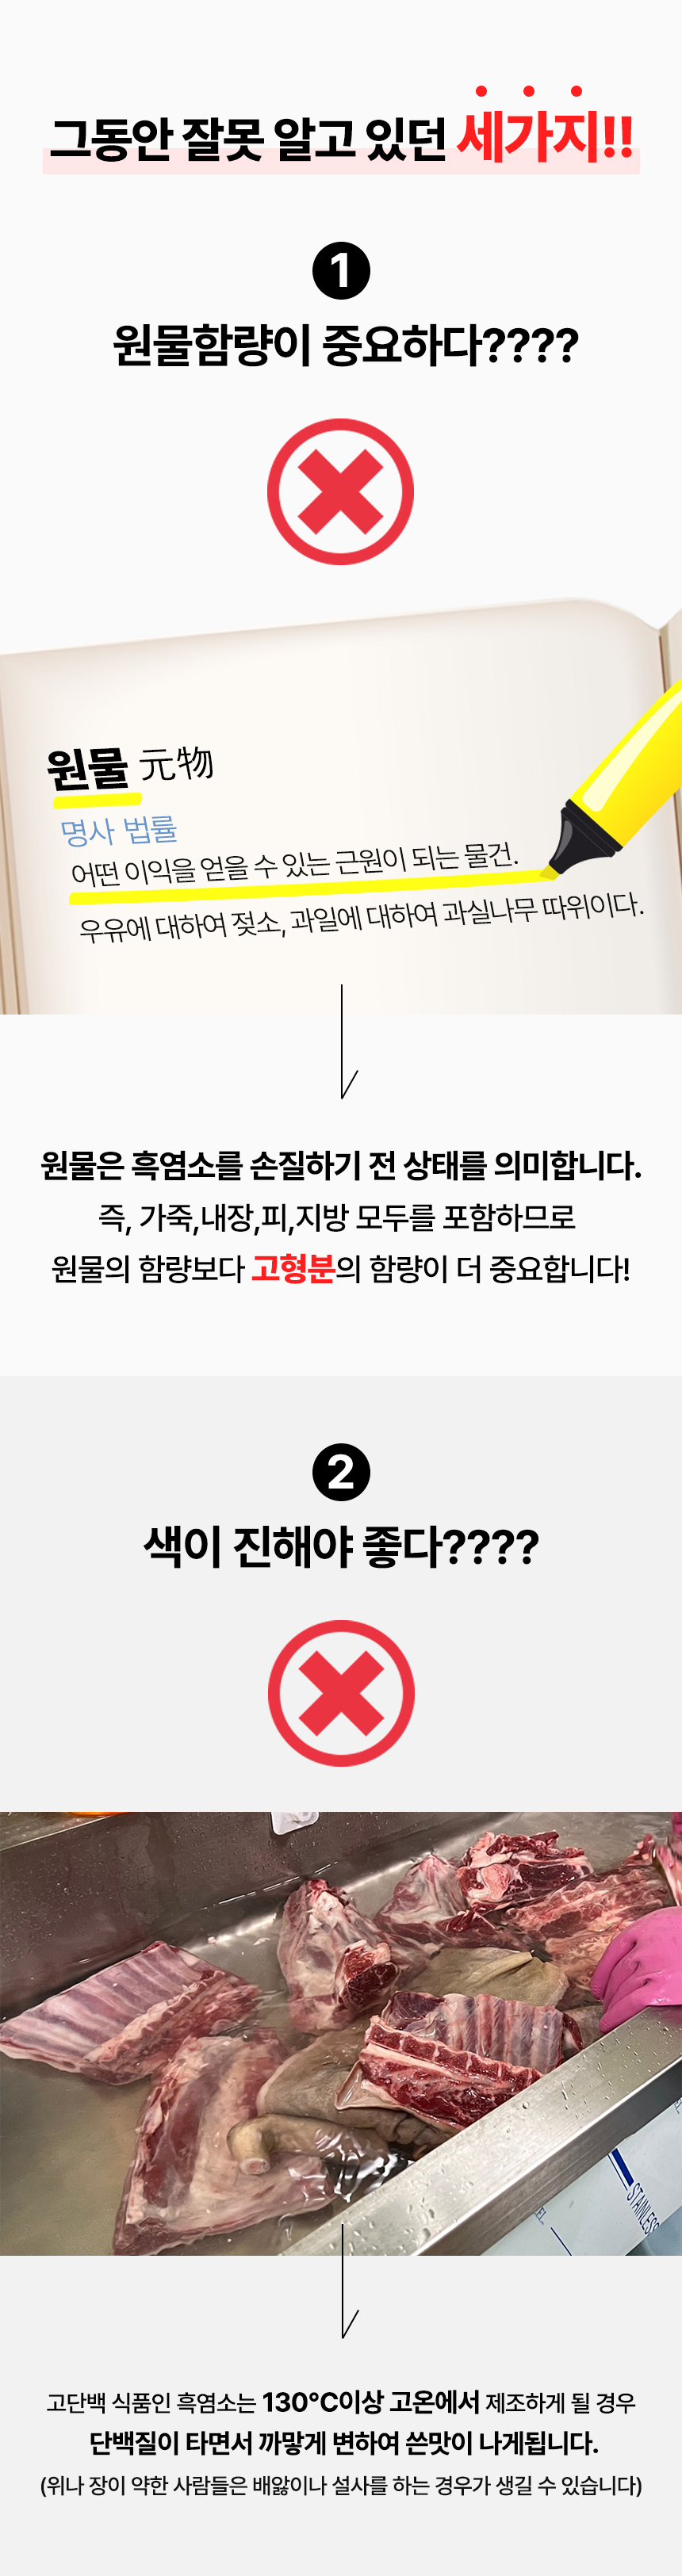 그동안 잘못 알고 있던 세가지!!
1
원물함량이 중요하다????
원물 元物
명사 법률
어떤 이익을 얻을 수 있는 근원이 되는 물건.
우유에 대하여 젖소, 과일에 대하여 과실나무 따위이다.
원물은 흑염소를 손질하기 전 상태를 의미합니다.
즉, 가죽,내장,피,지방 모두를 포함하므로
원물의 함량보다 고형분의 함량이 더 중요합니다!
2
색이 진해야 좋다????
STAINLESS
고단백 식품인 흑염소는 130°C이상 고온에서 제조하게 될 경우
단백질이 타면서 까맣게 변하여 쓴맛이 나게됩니다.
(위나 장이 약한 사람들은 배앓이나 설사를 하는 경우가 생길 수 있습니다)